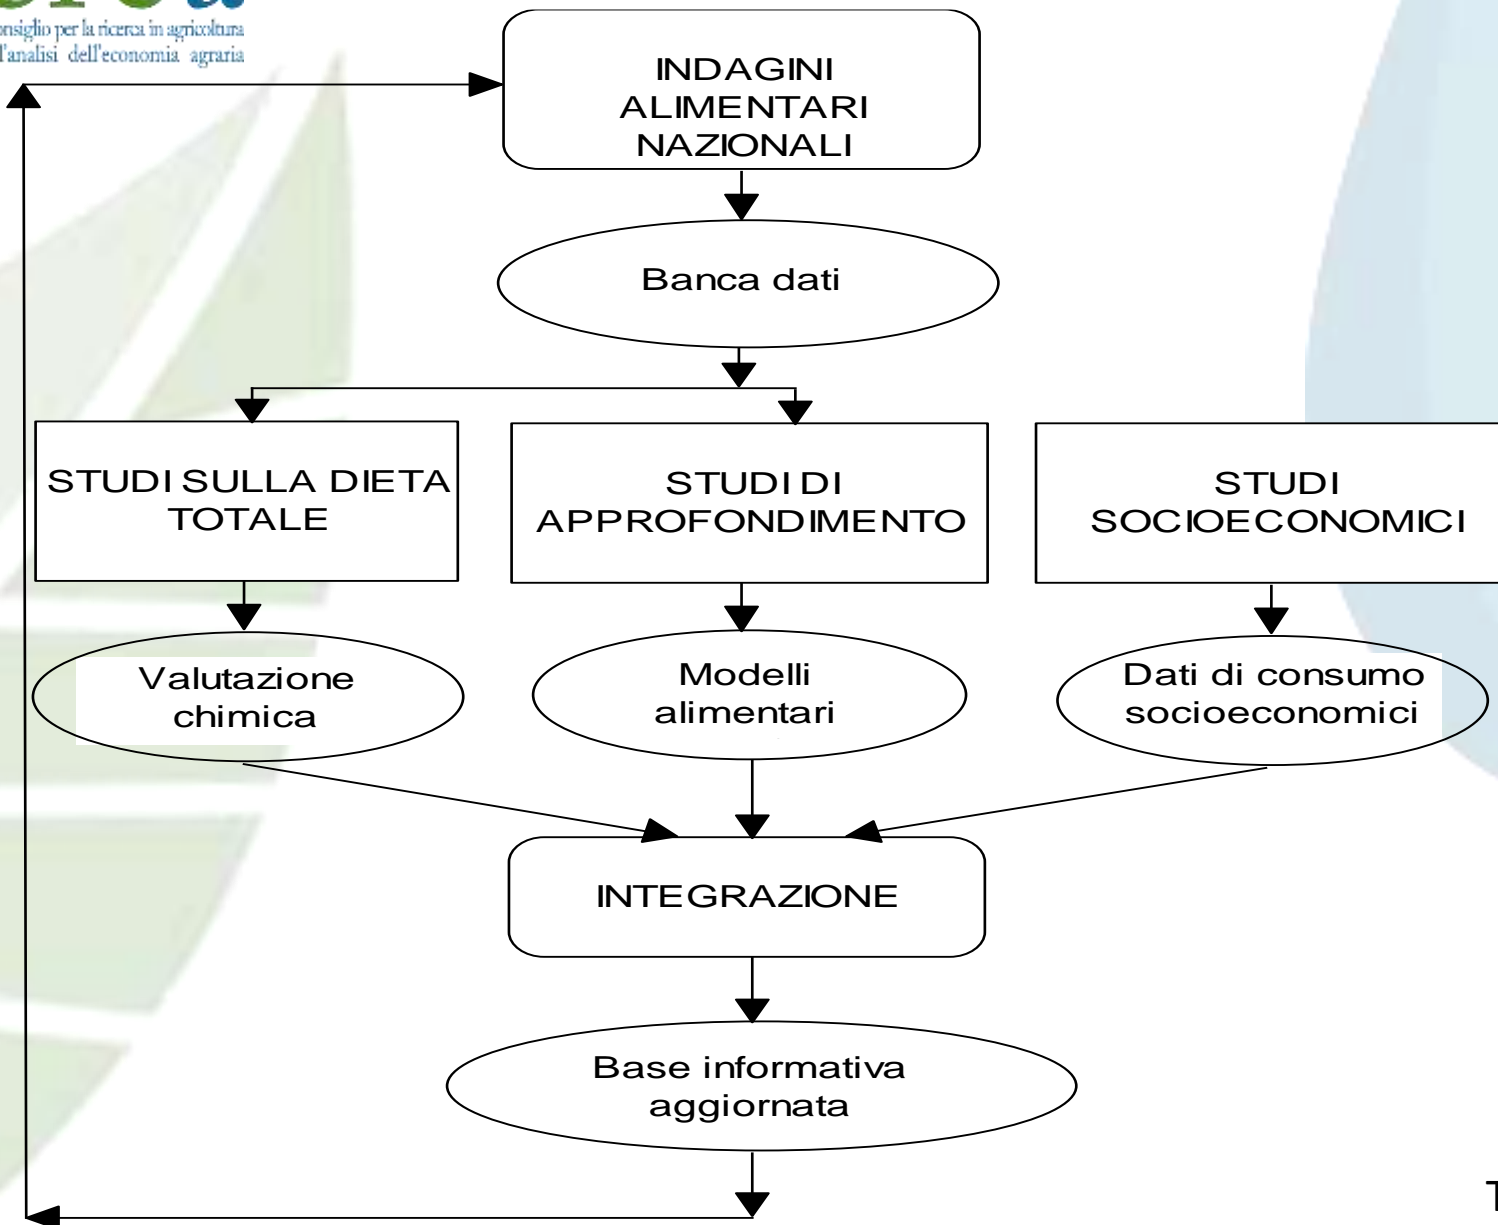 per la ricerca in agricoltura
l'analisi dell'economia agraria
INDAGINI
ALIMENTARI
NAZIONALI
Banca dati
STUDI SULLA DIETA
TOTALE
STUDI DI
APPROFONDIMENTO
STUDI
SOCIOECONOMICI
Valutazione
chimica
Modelli
alimentari
Dati di consumo
socioeconomici
INTEGRAZIONE
Base informativa
aggiornata